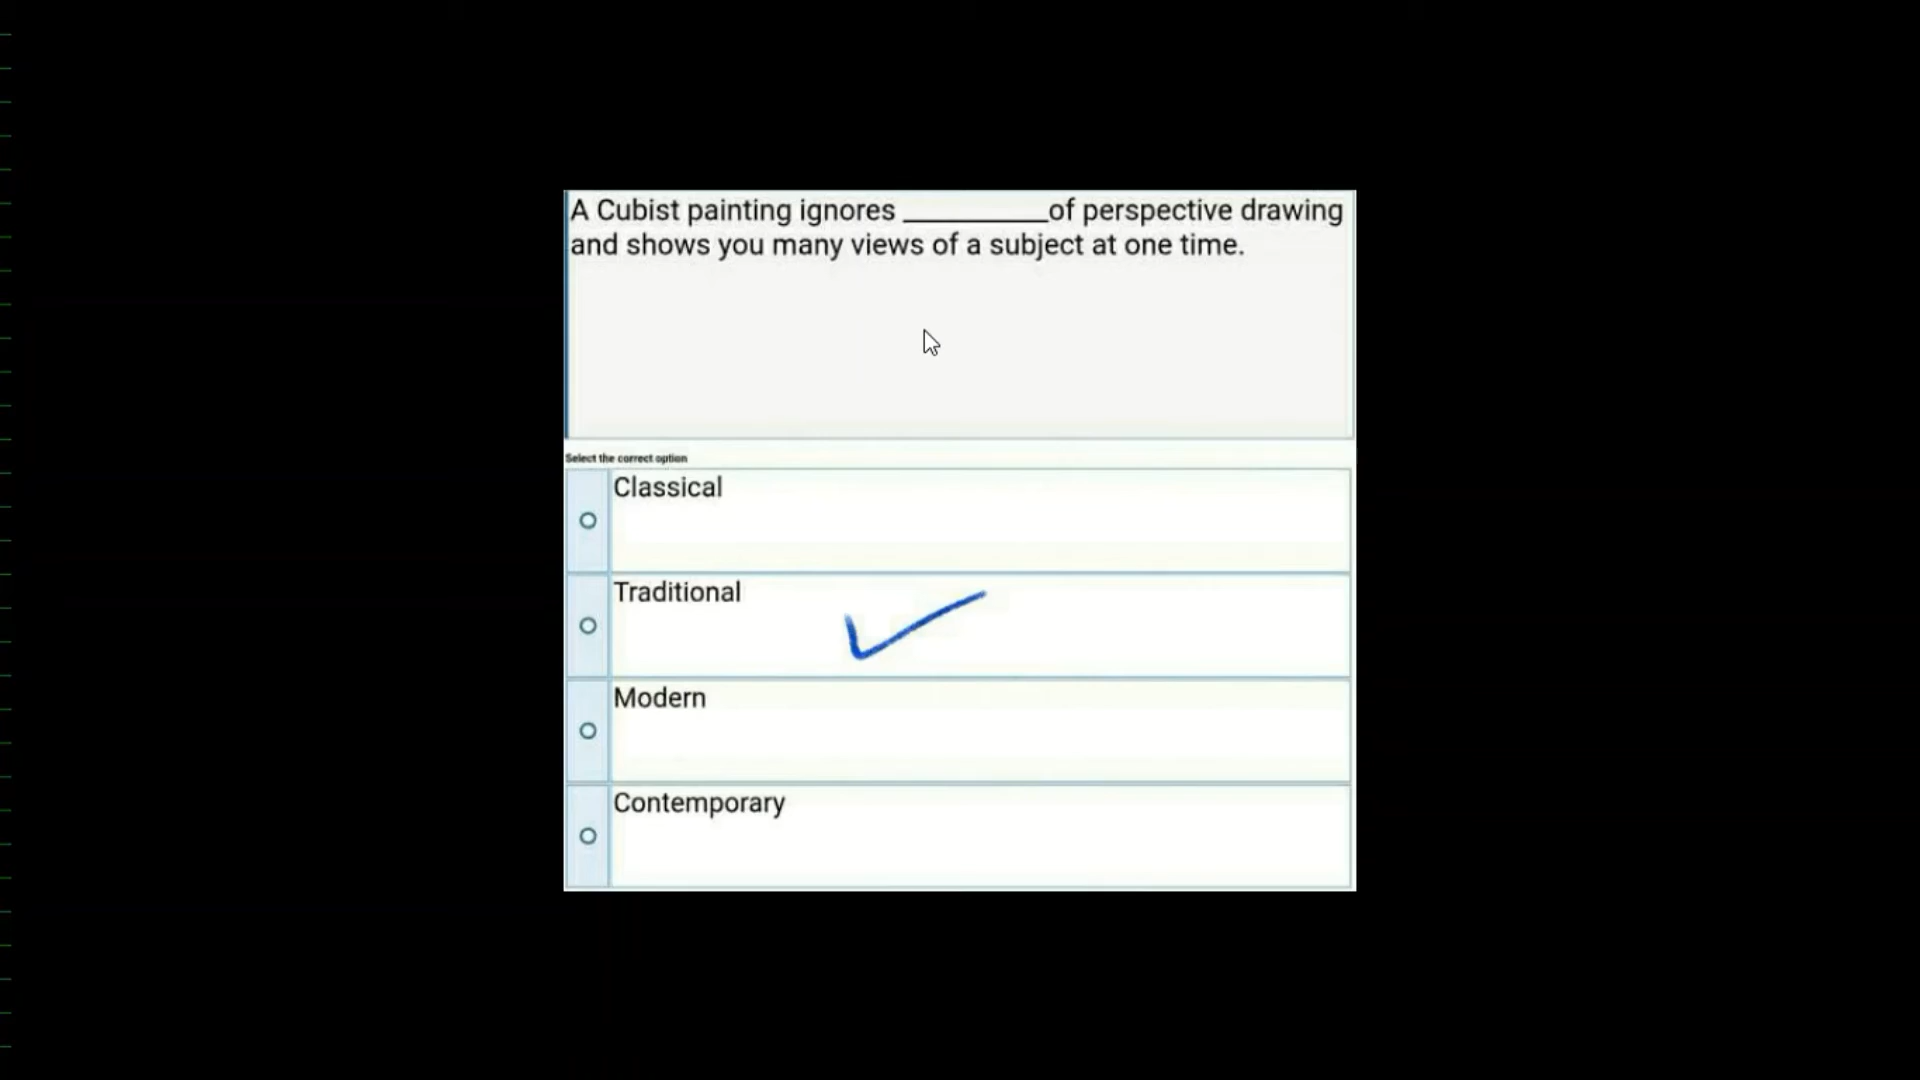 A Cubist painting ignores __________of perspective drawing
and shows you many views of a subject at one time.
Select the correct option
Classical
Traditional
Modern
Contemporary